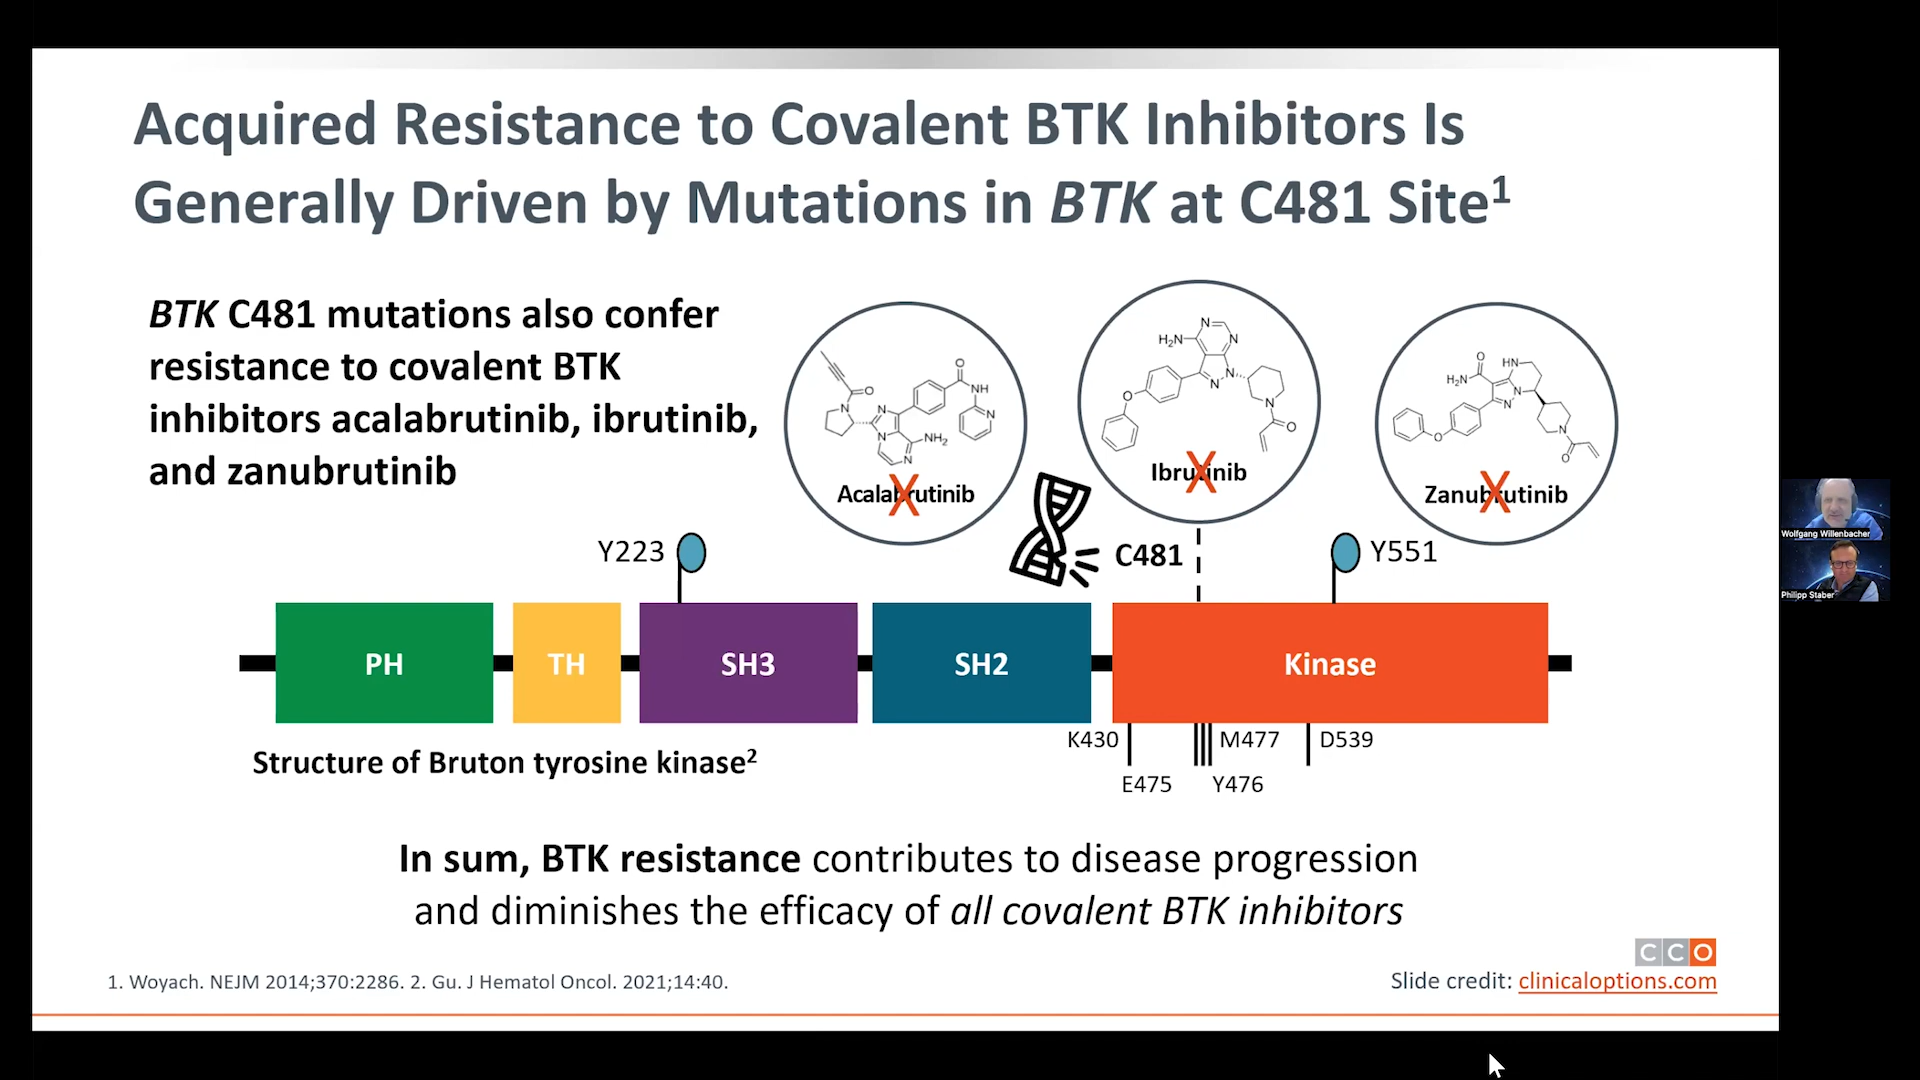 Acquired Resistance to Covalent BTK Inhibitors Is
Generally Driven by Mutations in BTK at C481 Site1
BTK C481 mutations also confer
resistance to covalent BTK
inhibitors acalabrutinib, ibrutinib,
and zanubrutinib
N
N
H2N
N
N
O
N
O
O
N
N
N
NH2
N
O
NH
N
Acalabrutinib
Ibrutinib
O
HN
H2N
N
N
O
N
O
Zanubrutinib
X
X
X
Y223
C481
Y551
PH
TH
SH3
SH2
Kinase
K430
M477
D539
E475
Y476
Structure of Bruton tyrosine kinase2
In sum, BTK resistance contributes to disease progression
and diminishes the efficacy of all covalent BTK inhibitors
CCO
1. Woyach. NEJM 2014;370:2286. 2. Gu. J Hematol Oncol. 2021;14:40.
Slide credit: clinicaloptions.com
Wolfgang Willenbacher
Philipp Staber